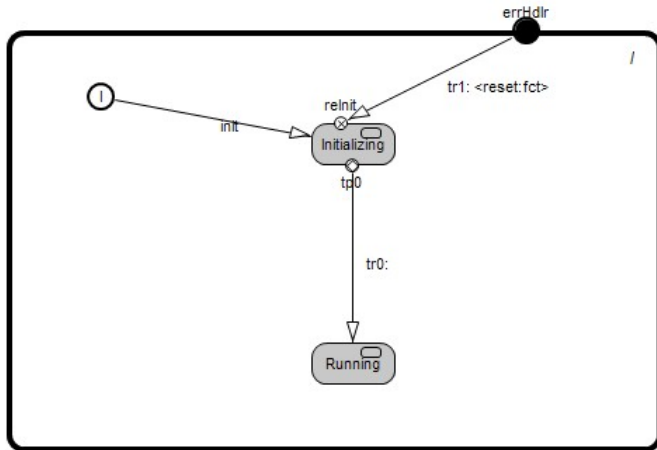 errHdlr
/
I
tr1: <reset:fct>
reInit
init
Initializing
tp0
tr0:
Running